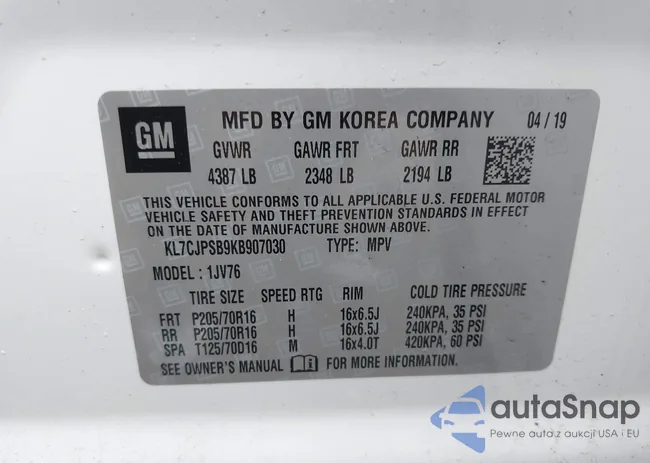 GM MFD BY GM KOREA COMPANY 04 / 19
GVWR GAWR FRT GAWR RR
4387 LB 2348 LB 2194 LB
THIS VEHICLE CONFORMS TO ALL APPLICABLE U.S. FEDERAL MOTOR
VEHICLE SAFETY AND THEFT PREVENTION STANDARDS IN EFFECT
ON THE DATE OF MANUFACTURE SHOWN ABOVE.
KL7CJPSB9KB907030 TYPE: MPV
MODEL: 1JV76
TIRE SIZE SPEED RTG RIM COLD TIRE PRESSURE
FRT P205/70R16 H 16x6.5J 240KPA, 35 PSI
RR P205/70R16 H 16x6.5J 240KPA, 35 PSI
SPA T125/70D16 M 16x4.0T 420KPA, 60 PSI
SEE OWNER'S MANUAL FOR MORE INFORMATION.
autoSnap
Pewne auta z aukcji USA i EU